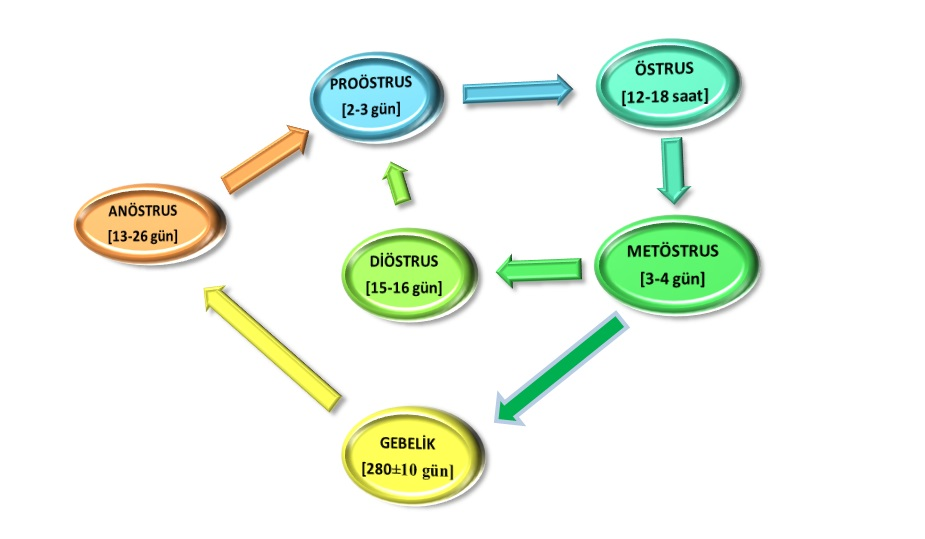 PROÖSTRUS
[2-3 gün]
ÖSTRUS
[12-18 saat]
ANÖSTRUS
[13-26 gün]
DİÖSTRUS
[15-16 gün]
METÖSTRUS
[3-4 gün]
GEBELİK
[280±10 gün]